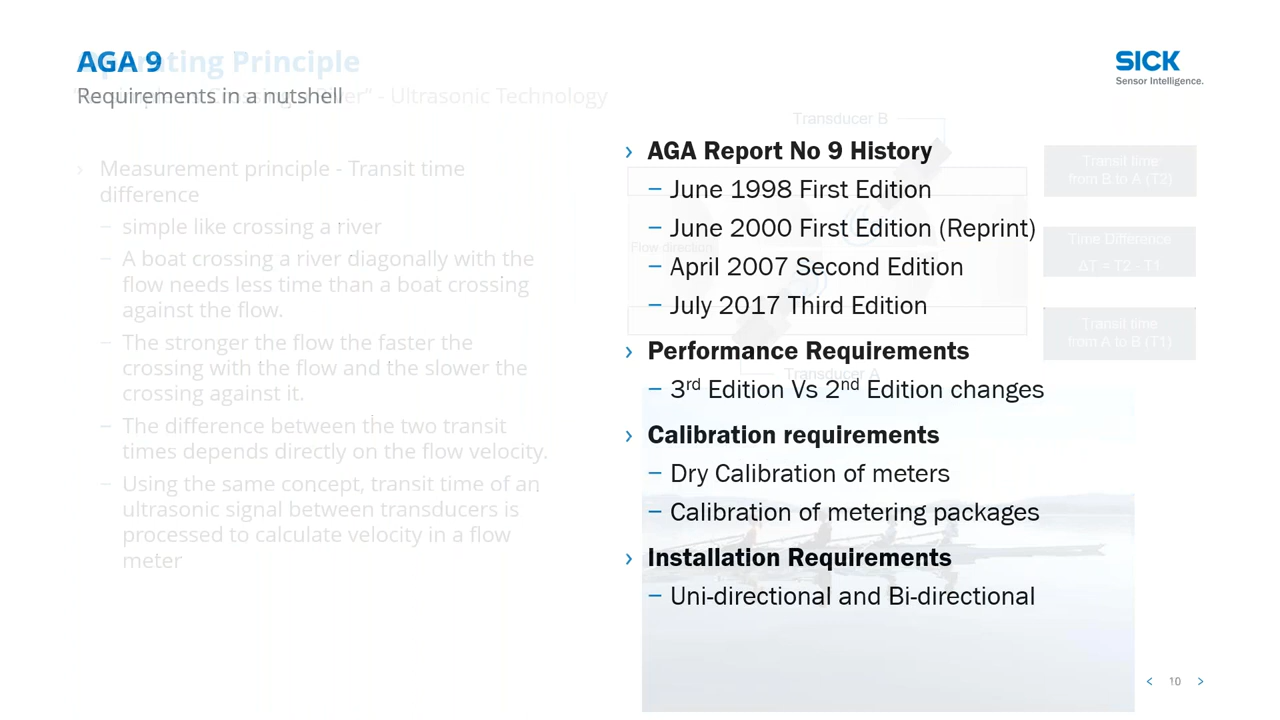 AGA 9
Requirements in a nutshell
Operating Principle
Crossing a River" - Ultrasonic Technology
SICK
Sensor Intelligence.
› Measurement principle - Transit time
difference
– simple like crossing a river
– A boat crossing a river diagonally with the
flow needs less time than a boat crossing
against the flow.
– The stronger the flow the faster the
crossing with the flow and the slower the
crossing against it.
– The difference between the two transit
times depends directly on the flow velocity.
– Using the same concept, transit time of an
ultrasonic signal between transducers is
processed to calculate velocity in a flow
meter
› AGA Report No 9 History
– June 1998 First Edition
– June 2000 First Edition (Reprint)
– April 2007 Second Edition
– July 2017 Third Edition
› Performance Requirements
– 3rd Edition Vs 2nd Edition changes
› Calibration requirements
– Dry Calibration of meters
– Calibration of metering packages
› Installation Requirements
– Uni-directional and Bi-directional
Transducer B
Flow direction
Transducer A
Transit time
from B to A (T2)
Time Difference
ΔT = T2 - T1
Transit time
from A to B (T1)
< 10 >